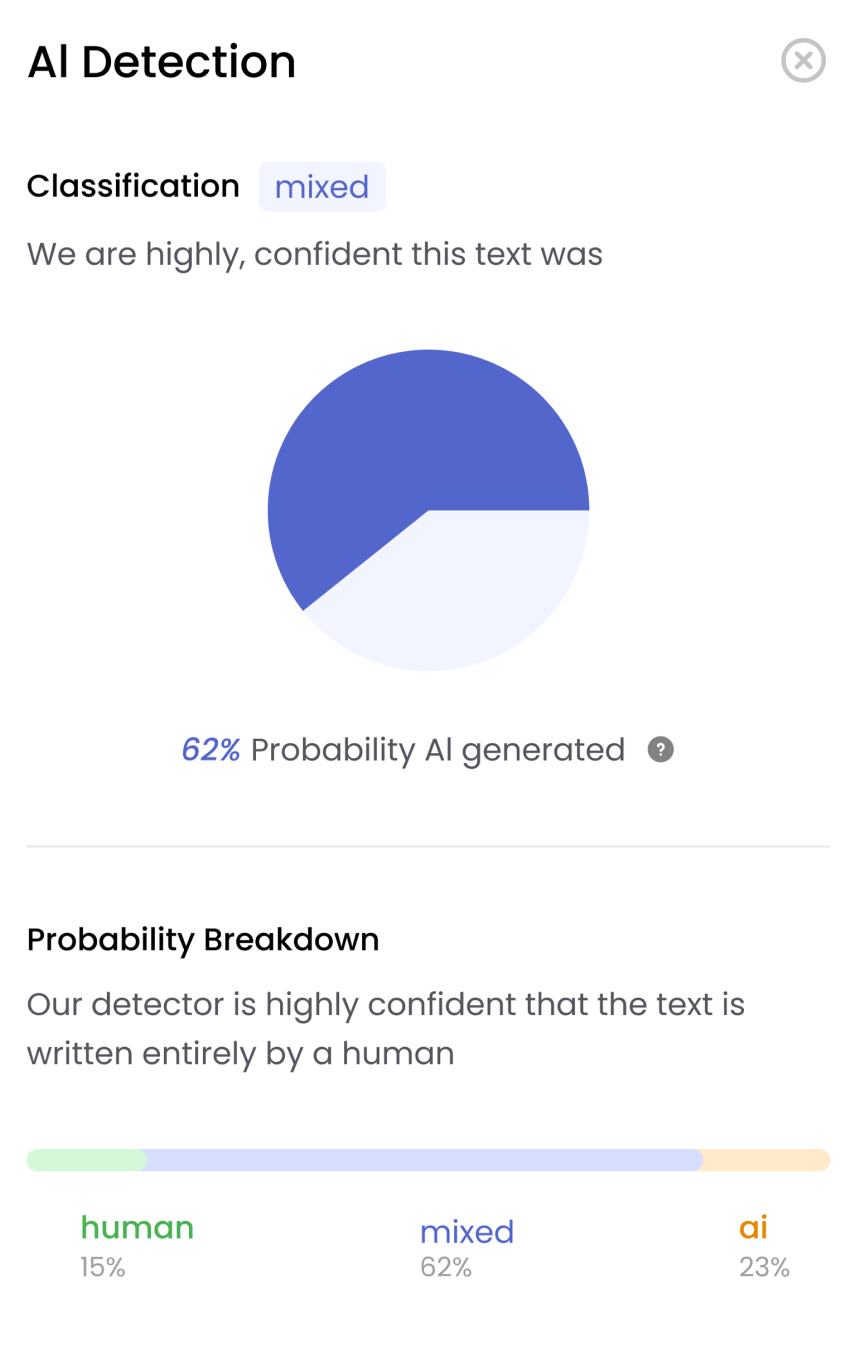 AI Detection
Classification mixed
We are highly, confident this text was
62% Probability AI generated ?
Probability Breakdown
Our detector is highly confident that the text is
written entirely by a human
human mixed ai
15% 62% 23%